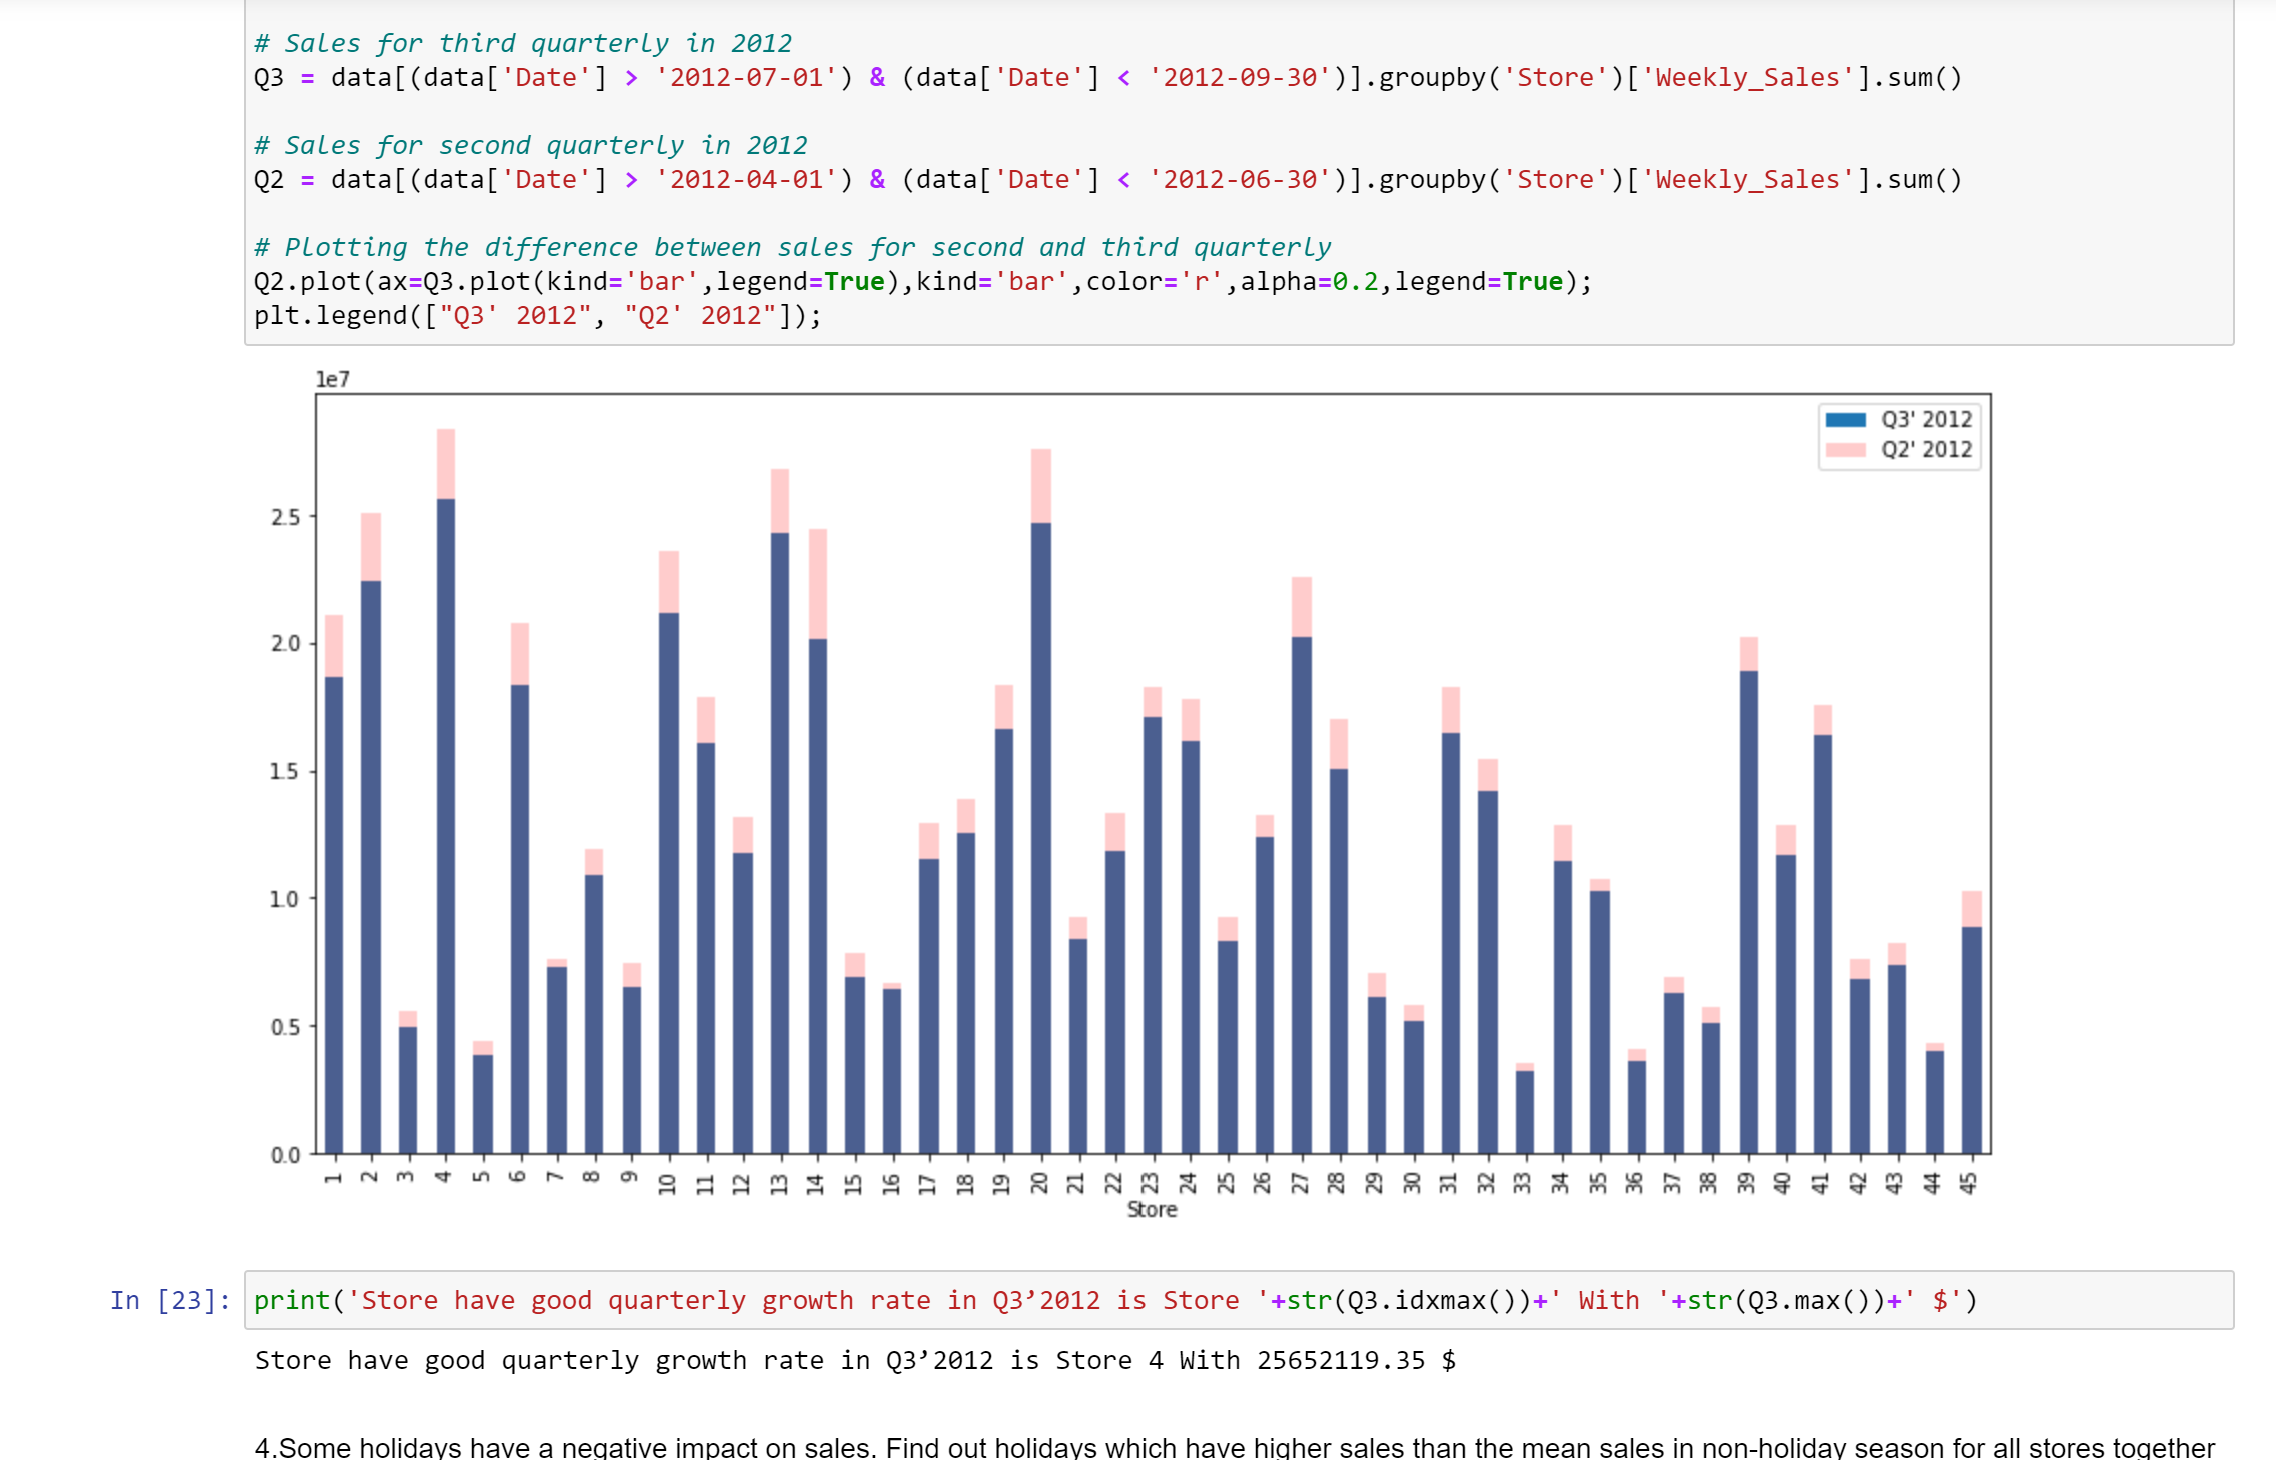 # Sales for third quarterly in 2012
Q3 = data[(data['Date'] > '2012-07-01') & (data['Date'] < '2012-09-30')].groupby('Store')['Weekly_Sales'].sum()
# Sales for second quarterly in 2012
Q2 = data[(data['Date'] > '2012-04-01') & (data['Date'] < '2012-06-30')].groupby('Store')['Weekly_Sales'].sum()
# Plotting the difference between sales for second and third quarterly
Q2.plot(ax=Q3.plot(kind='bar',legend=True),kind='bar',color='r',alpha=0.2,legend=True);
plt.legend(["Q3' 2012", "Q2' 2012"]);
1e7
Q3' 2012
Q2' 2012
2.5
2.0
1.5
1.0
0.5
0.0
1 2 3 4 5 6 7 8 9 10 11 12 13 14 15 16 17 18 19 20 21 22 23 24 25 26 27 28 29 30 31 32 33 34 35 36 37 38 39 40 41 42 43 44 45
Store
In [23]: print('Store have good quarterly growth rate in Q3’2012 is Store '+str(Q3.idxmax())+' With '+str(Q3.max())+' $')
Store have good quarterly growth rate in Q3’2012 is Store 4 With 25652119.35 $
4.Some holidays have a negative impact on sales. Find out holidays which have higher sales than the mean sales in non-holiday season for all stores together